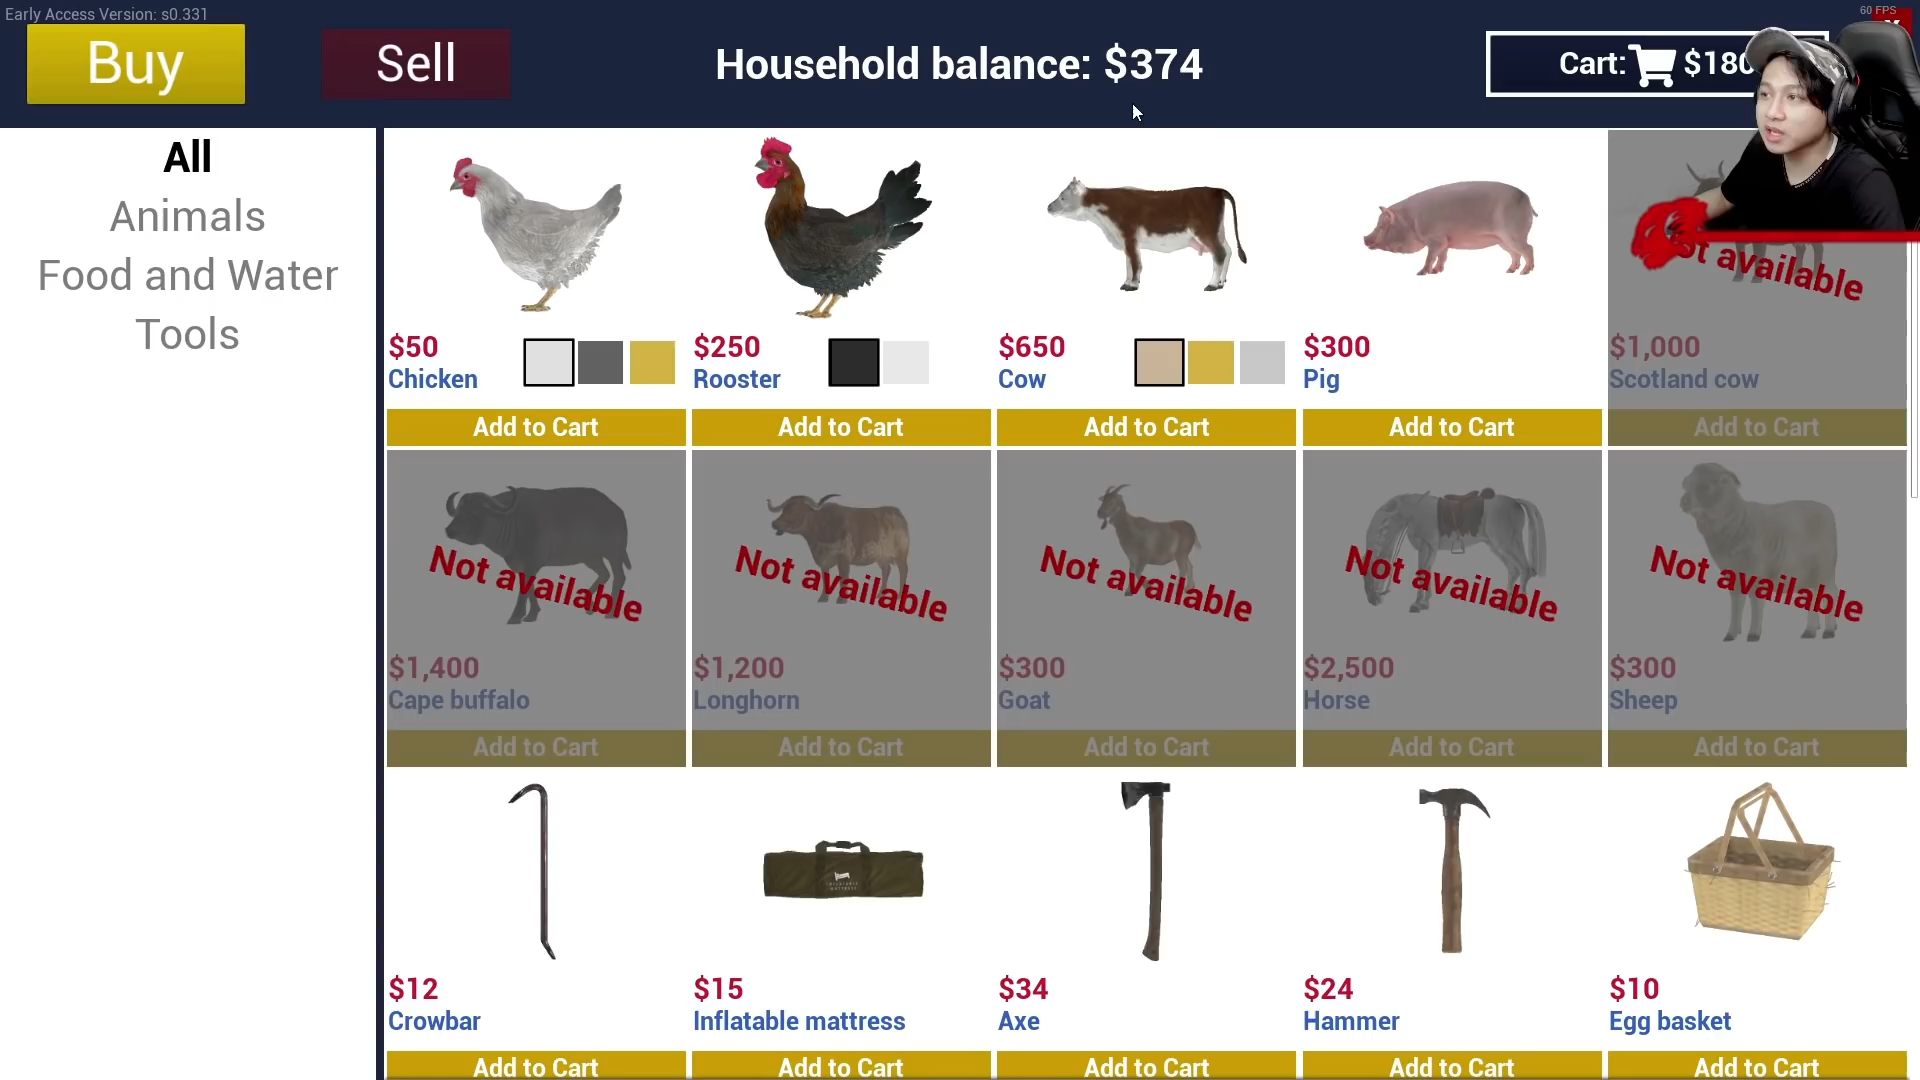 Early Access Version: s0.331
60 FPS
Buy
Sell
Household balance: $374
Cart: $180
All
Animals
Food and Water
Tools
$50
Chicken
Add to Cart
$250
Rooster
Add to Cart
$650
Cow
Add to Cart
$300
Pig
Add to Cart
available
$1,000
Scotland cow
Add to Cart
Not available
$1,400
Cape buffalo
Add to Cart
Not available
$1,200
Longhorn
Add to Cart
Not available
$300
Goat
Add to Cart
Not available
$2,500
Horse
Add to Cart
Not available
$300
Sheep
Add to Cart
$12
Crowbar
Add to Cart
$15
Inflatable mattress
Add to Cart
$34
Axe
Add to Cart
$24
Hammer
Add to Cart
$10
Egg basket
Add to Cart